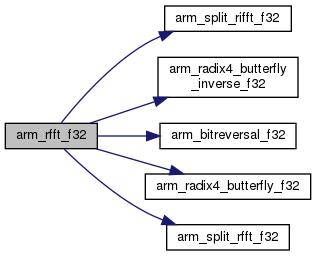 arm_split_rifft_f32
arm_radix4_butterfly
_inverse_f32
arm_rfft_f32
arm_bitreversal_f32
arm_radix4_butterfly_f32
arm_split_rfft_f32